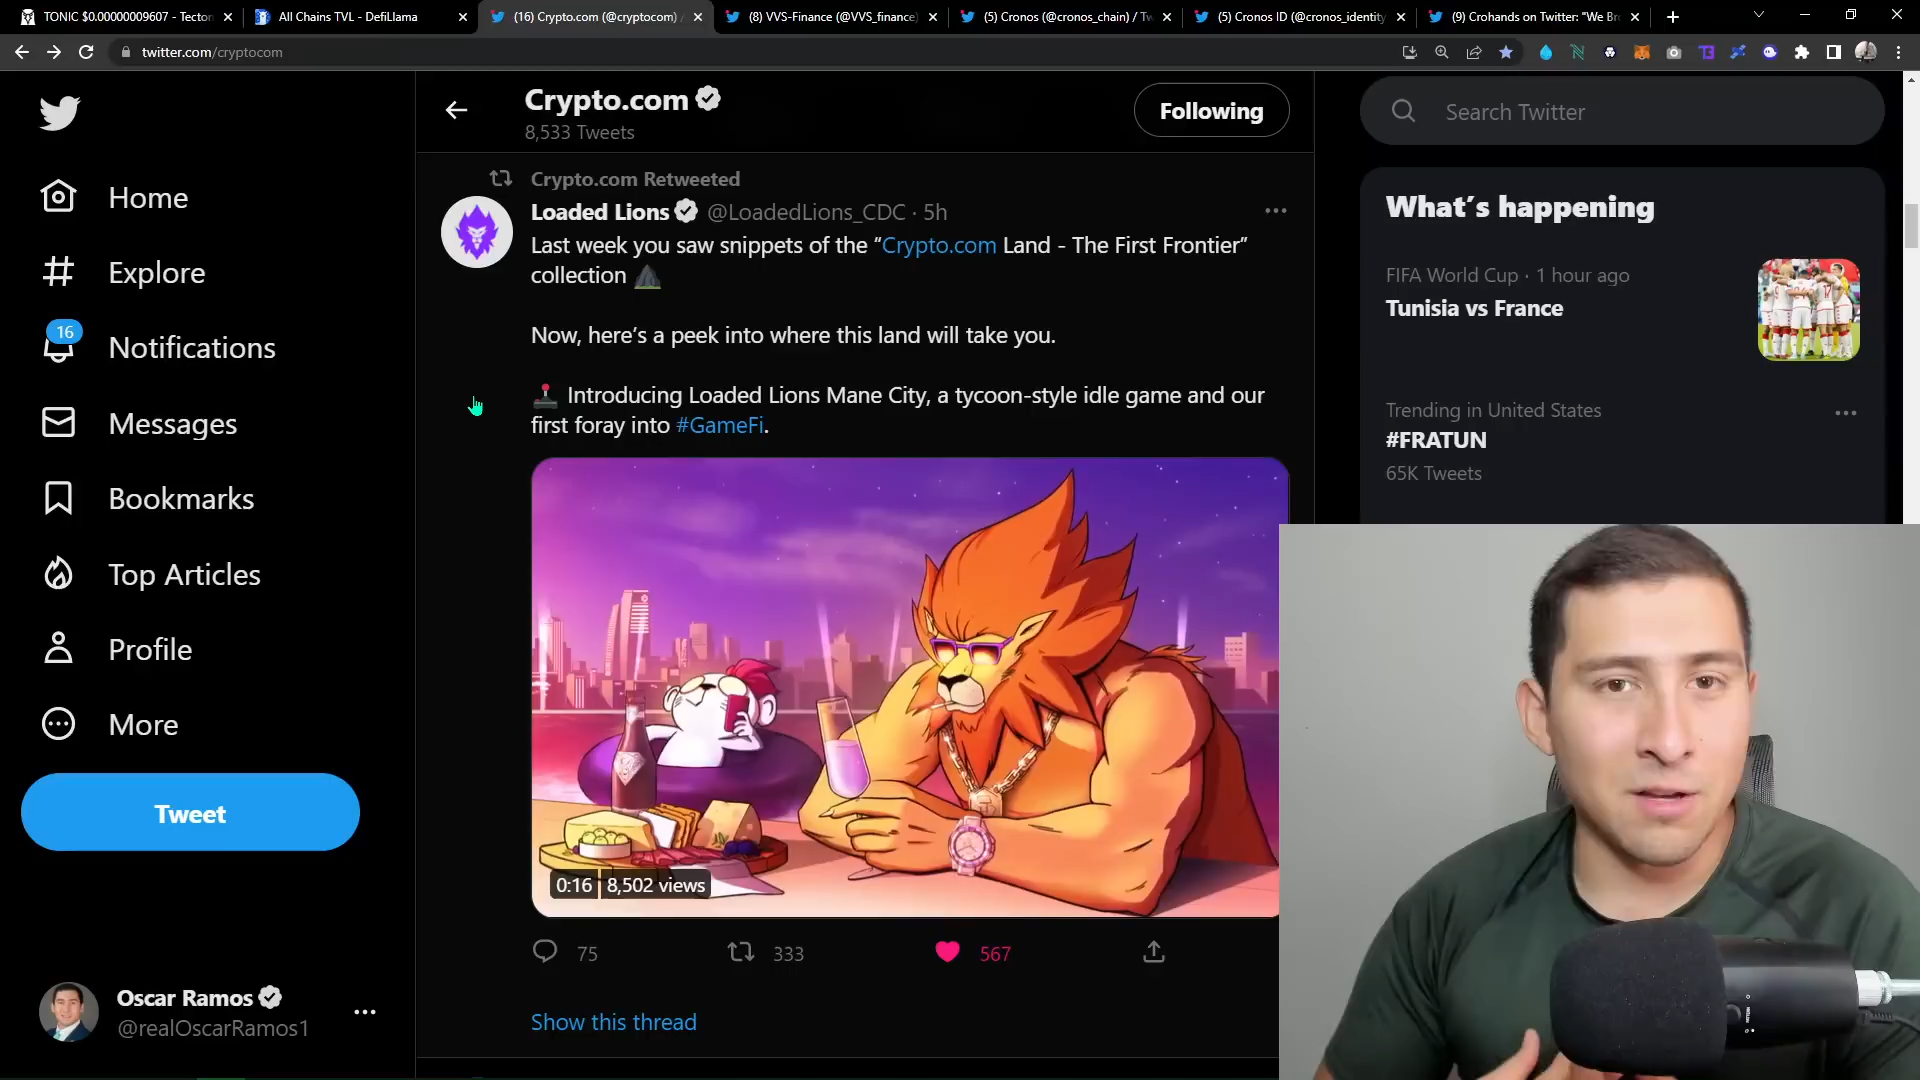 TONIC $0.00000009607 - Tecton
All Chains TVL - DefiLlama
(16) Crypto.com (@cryptocom) /
(8) VVS-Finance (@VVS_finance)
(5) Cronos (@cronos_chain) / Tw
(5) Cronos ID (@cronos_identity
(9) Crohands on Twitter: "We Br
twitter.com/cryptocom
Crypto.com
8,533 Tweets
Following
Search Twitter
Home
Explore
16
Notifications
Messages
Bookmarks
Top Articles
Profile
More
Tweet
Oscar Ramos
@realOscarRamos1
Crypto.com Retweeted
Loaded Lions @LoadedLions_CDC · 5h
Last week you saw snippets of the “Crypto.com Land - The First Frontier”
collection
Now, here’s a peek into where this land will take you.
Introducing Loaded Lions Mane City, a tycoon-style idle game and our
first foray into #GameFi.
0:16 8,502 views
75
333
567
Show this thread
What’s happening
FIFA World Cup · 1 hour ago
Tunisia vs France
Trending in United States
#FRATUN
65K Tweets